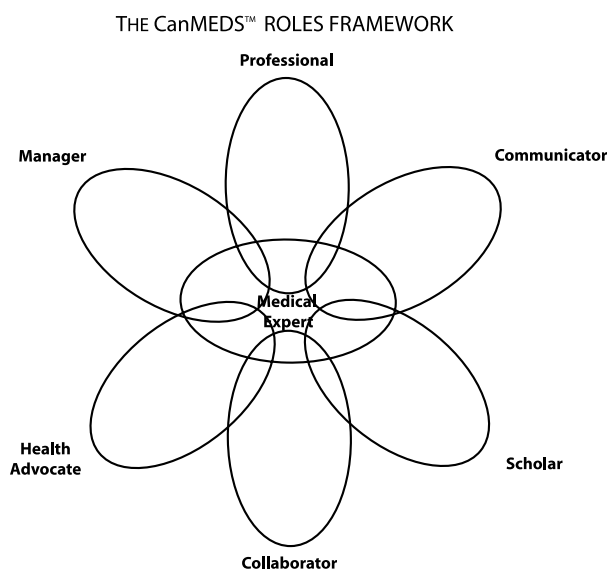 THE CanMEDS™ ROLES FRAMEWORK
Professional
Manager
Communicator
Medical
Expert
Health
Advocate
Scholar
Collaborator